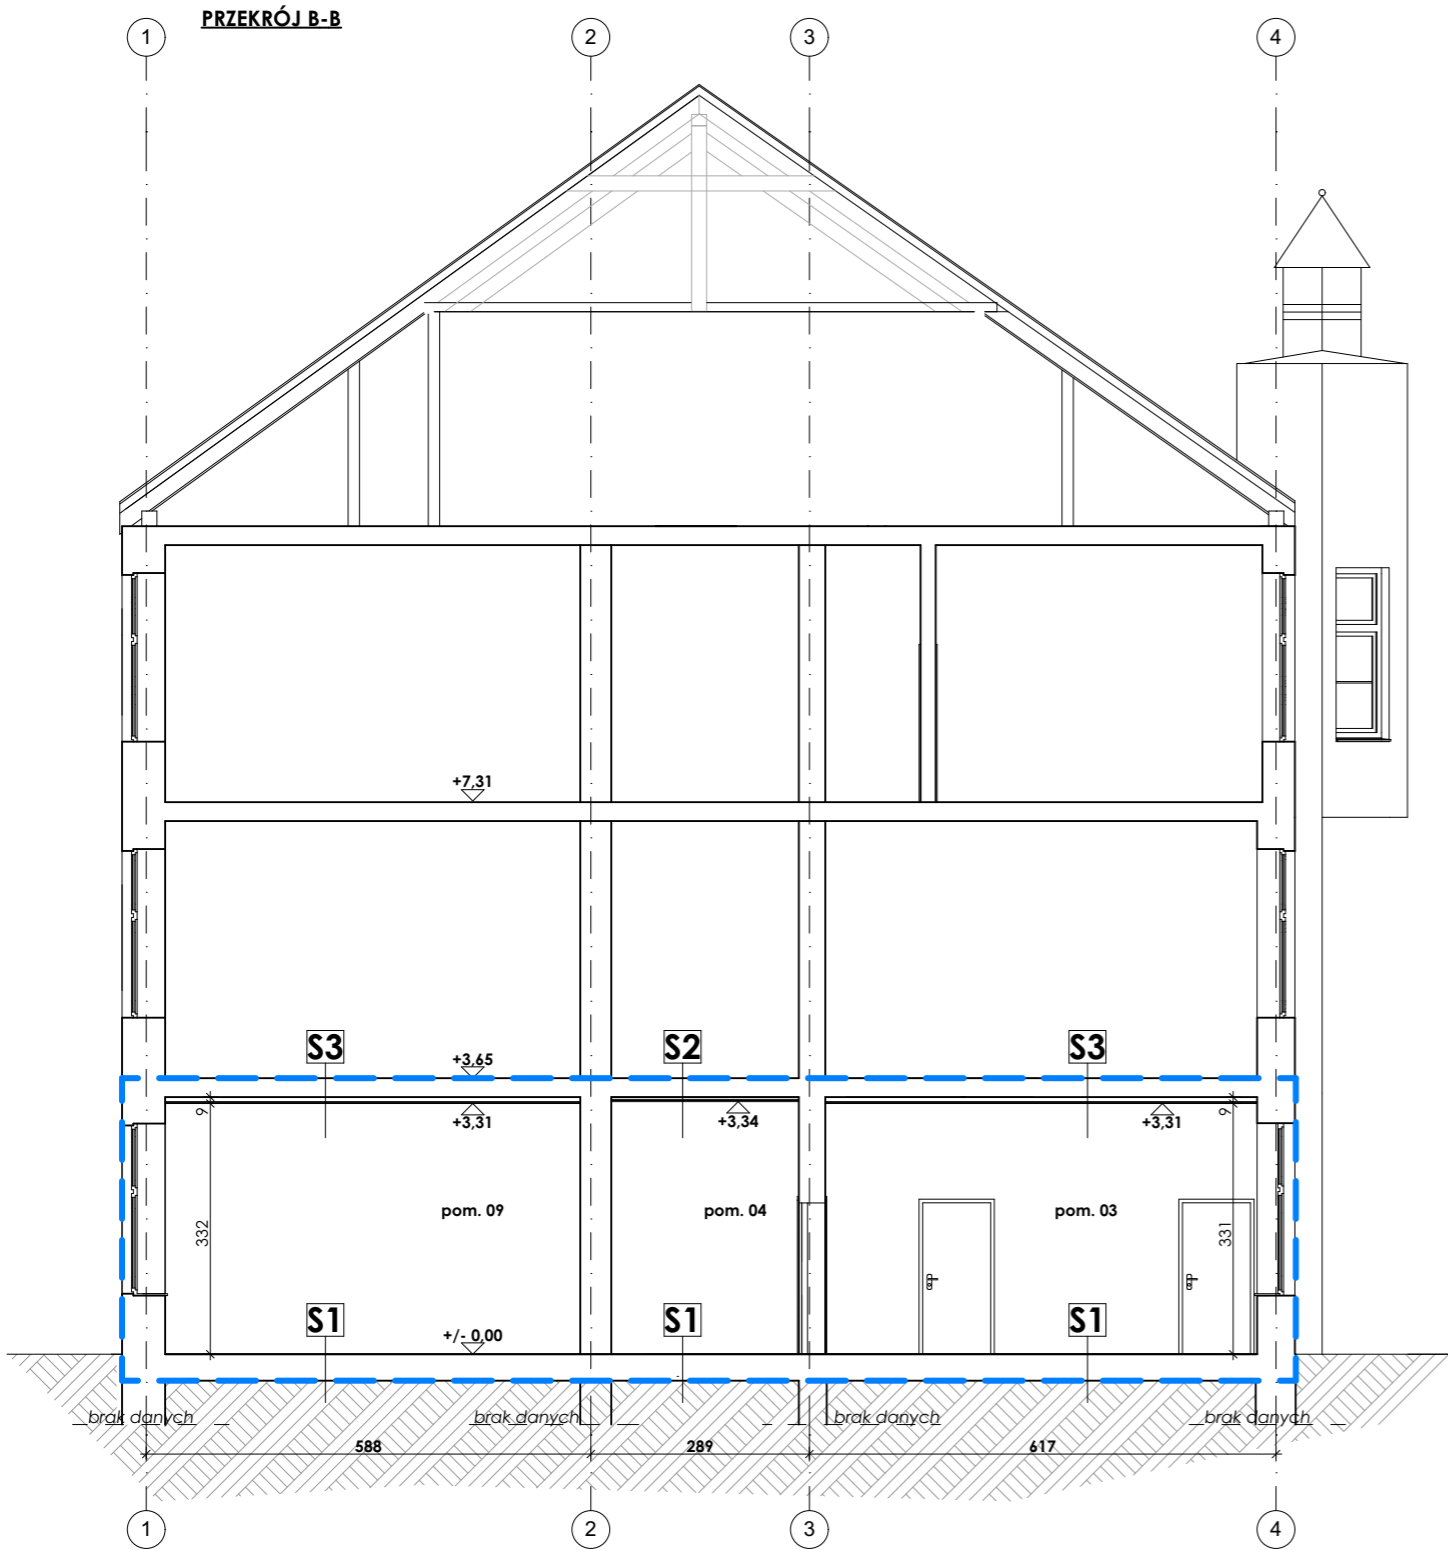 PRZEKRÓJ B-B
1 2 3 4
+7,31
S3 S2 S3
+3,65
9 9
+3,31 +3,34 +3,31
pom. 09 pom. 04 pom. 03
332 331
S1 S1 S1
+/- 0,00
brak danych brak danych brak danych brak danych
588 289 617
1 2 3 4